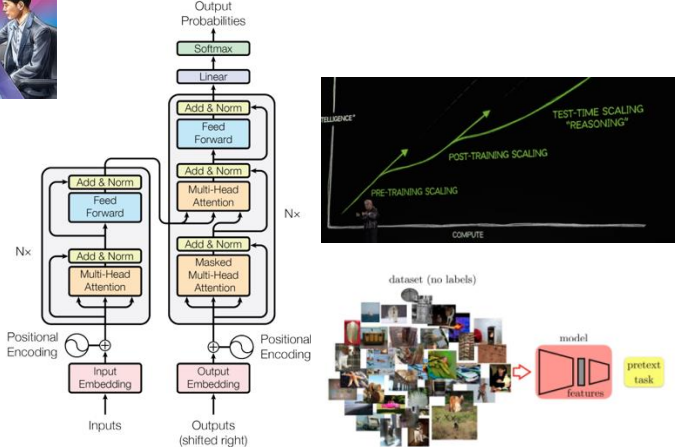 Output
Probabilities
Softmax
Linear
Add & Norm
Feed
Forward
Add & Norm
Multi-Head
Attention
Add & Norm
Masked
Multi-Head
Attention
Nx
Positional
Encoding
Output
Embedding
Outputs
(shifted right)
Add & Norm
Feed
Forward
Add & Norm
Multi-Head
Attention
Nx
Positional
Encoding
Input
Embedding
Inputs
TEST-TIME SCALING
"REASONING"
POST-TRAINING SCALING
PRE-TRAINING SCALING
COMPUTE
dataset (no labels)
model
features
pretext
task